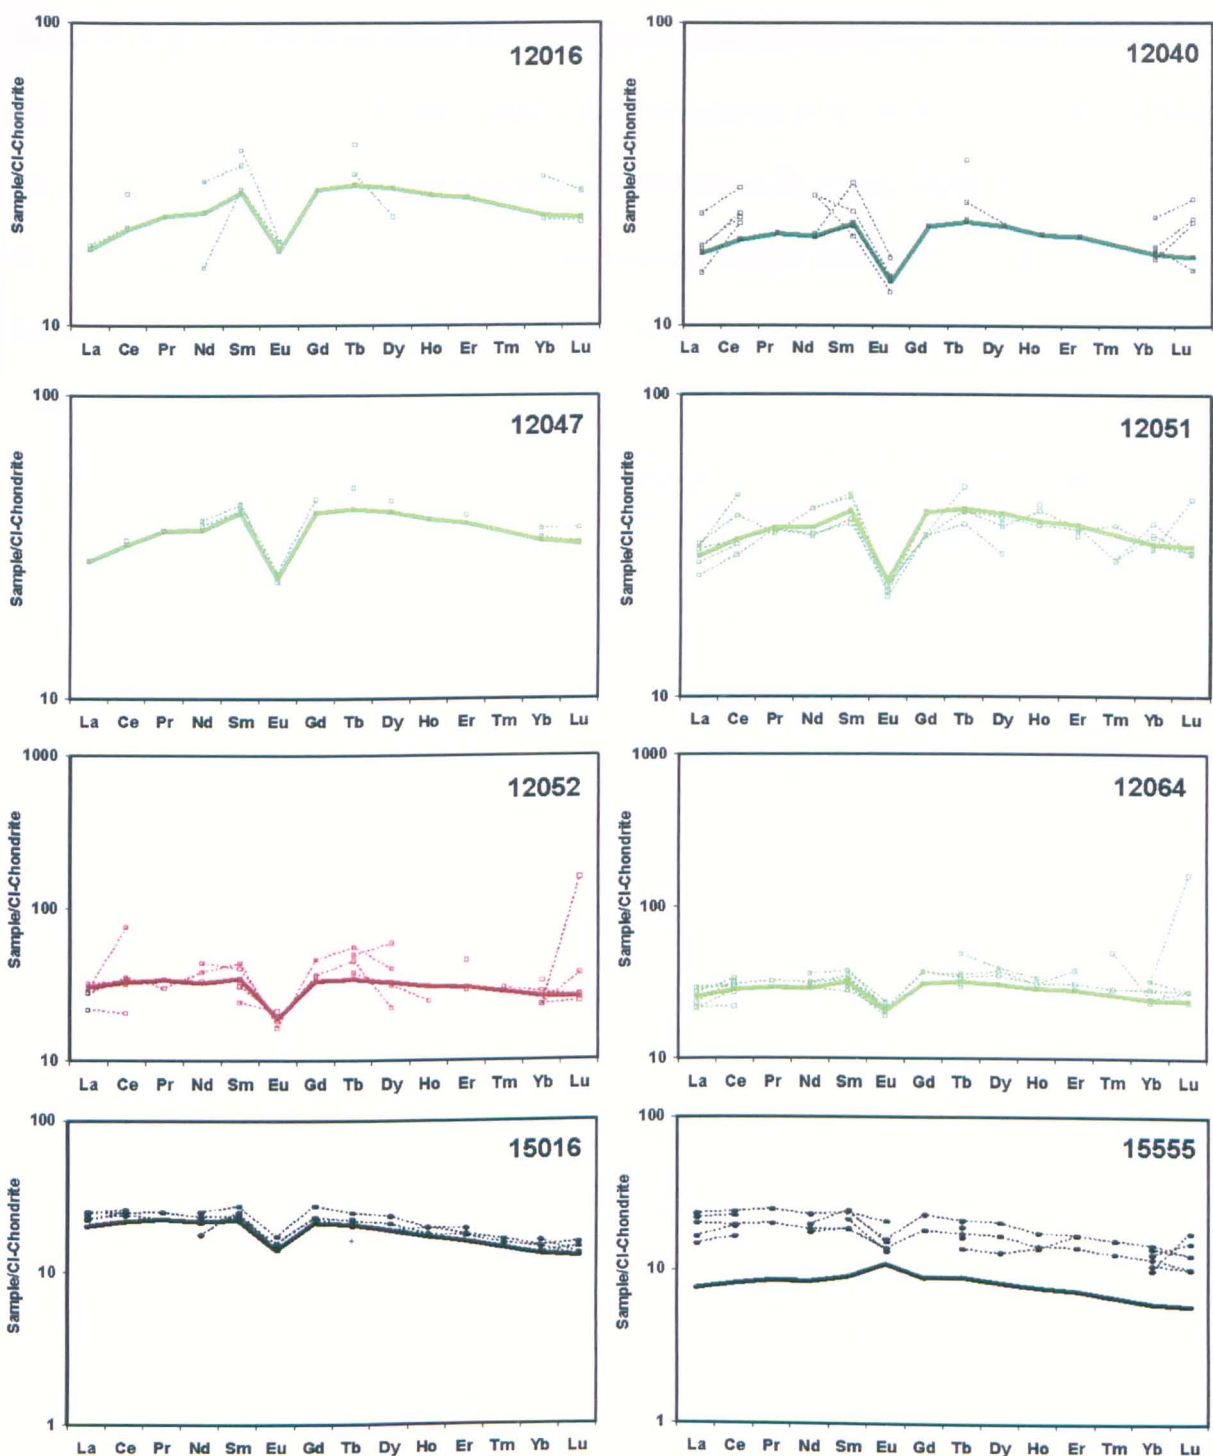 100
12016
Sample/CI-Chondrite
10
La Ce Pr Nd Sm Eu Gd Tb Dy Ho Er Tm Yb Lu
100
12040
Sample/CI-Chondrite
10
La Ce Pr Nd Sm Eu Gd Tb Dy Ho Er Tm Yb Lu
100
12047
Sample/CI-Chondrite
10
La Ce Pr Nd Sm Eu Gd Tb Dy Ho Er Tm Yb Lu
100
12051
Sample/CI-Chondrite
10
La Ce Pr Nd Sm Eu Gd Tb Dy Ho Er Tm Yb Lu
1000
12052
Sample/CI-Chondrite
100
10
La Ce Pr Nd Sm Eu Gd Tb Dy Ho Er Tm Yb Lu
1000
12064
Sample/CI-Chondrite
100
10
La Ce Pr Nd Sm Eu Gd Tb Dy Ho Er Tm Yb Lu
100
15016
Sample/CI-Chondrite
10
1
La Ce Pr Nd Sm Eu Gd Tb Dy Ho Er Tm Yb Lu
100
15555
Sample/CI-Chondrite
10
1
La Ce Pr Nd Sm Eu Gd Tb Dy Ho Er Tm Yb Lu